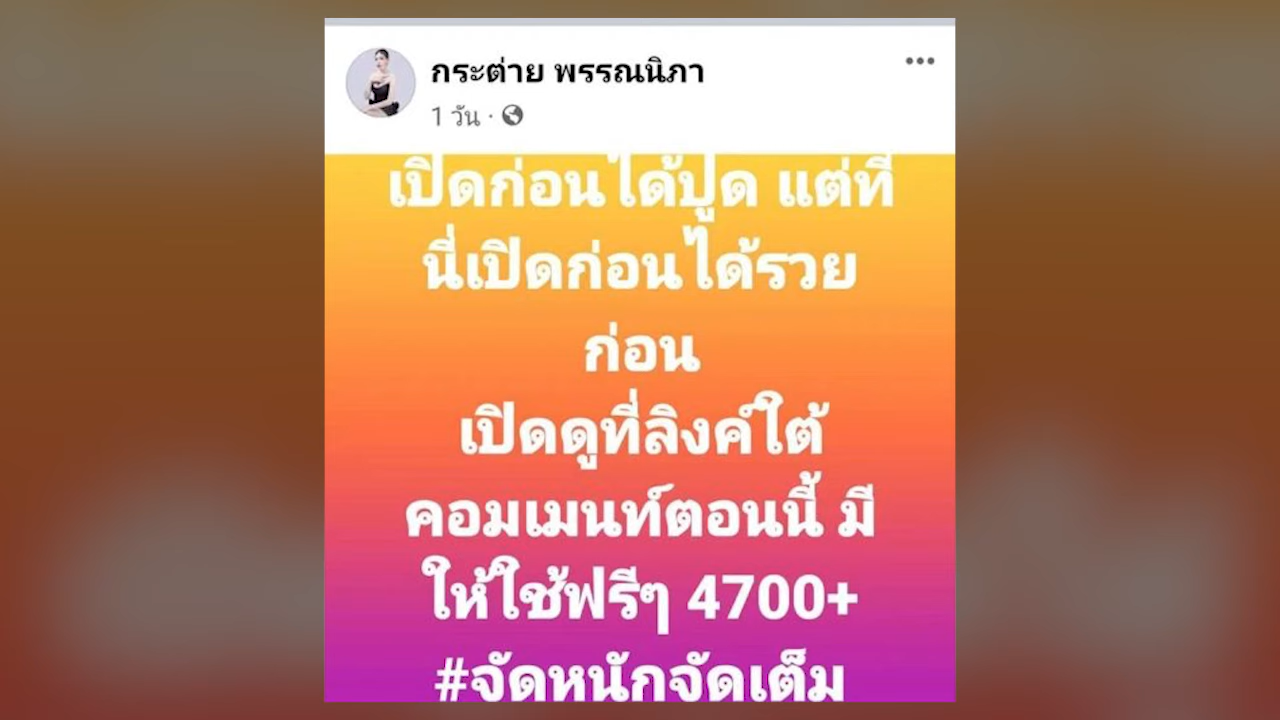 กระต่าย พรรณนิภา
1 วัน ·
เปิดก่อนได้ปูด แต่ที่
นี่เปิดก่อนได้รวย
ก่อน
เปิดดูที่ลิงค์ใต้
คอมเมนท์ตอนนี้ มี
ให้ใช้ฟรีๆ 4700+
#จัดหนักจัดเต็ม